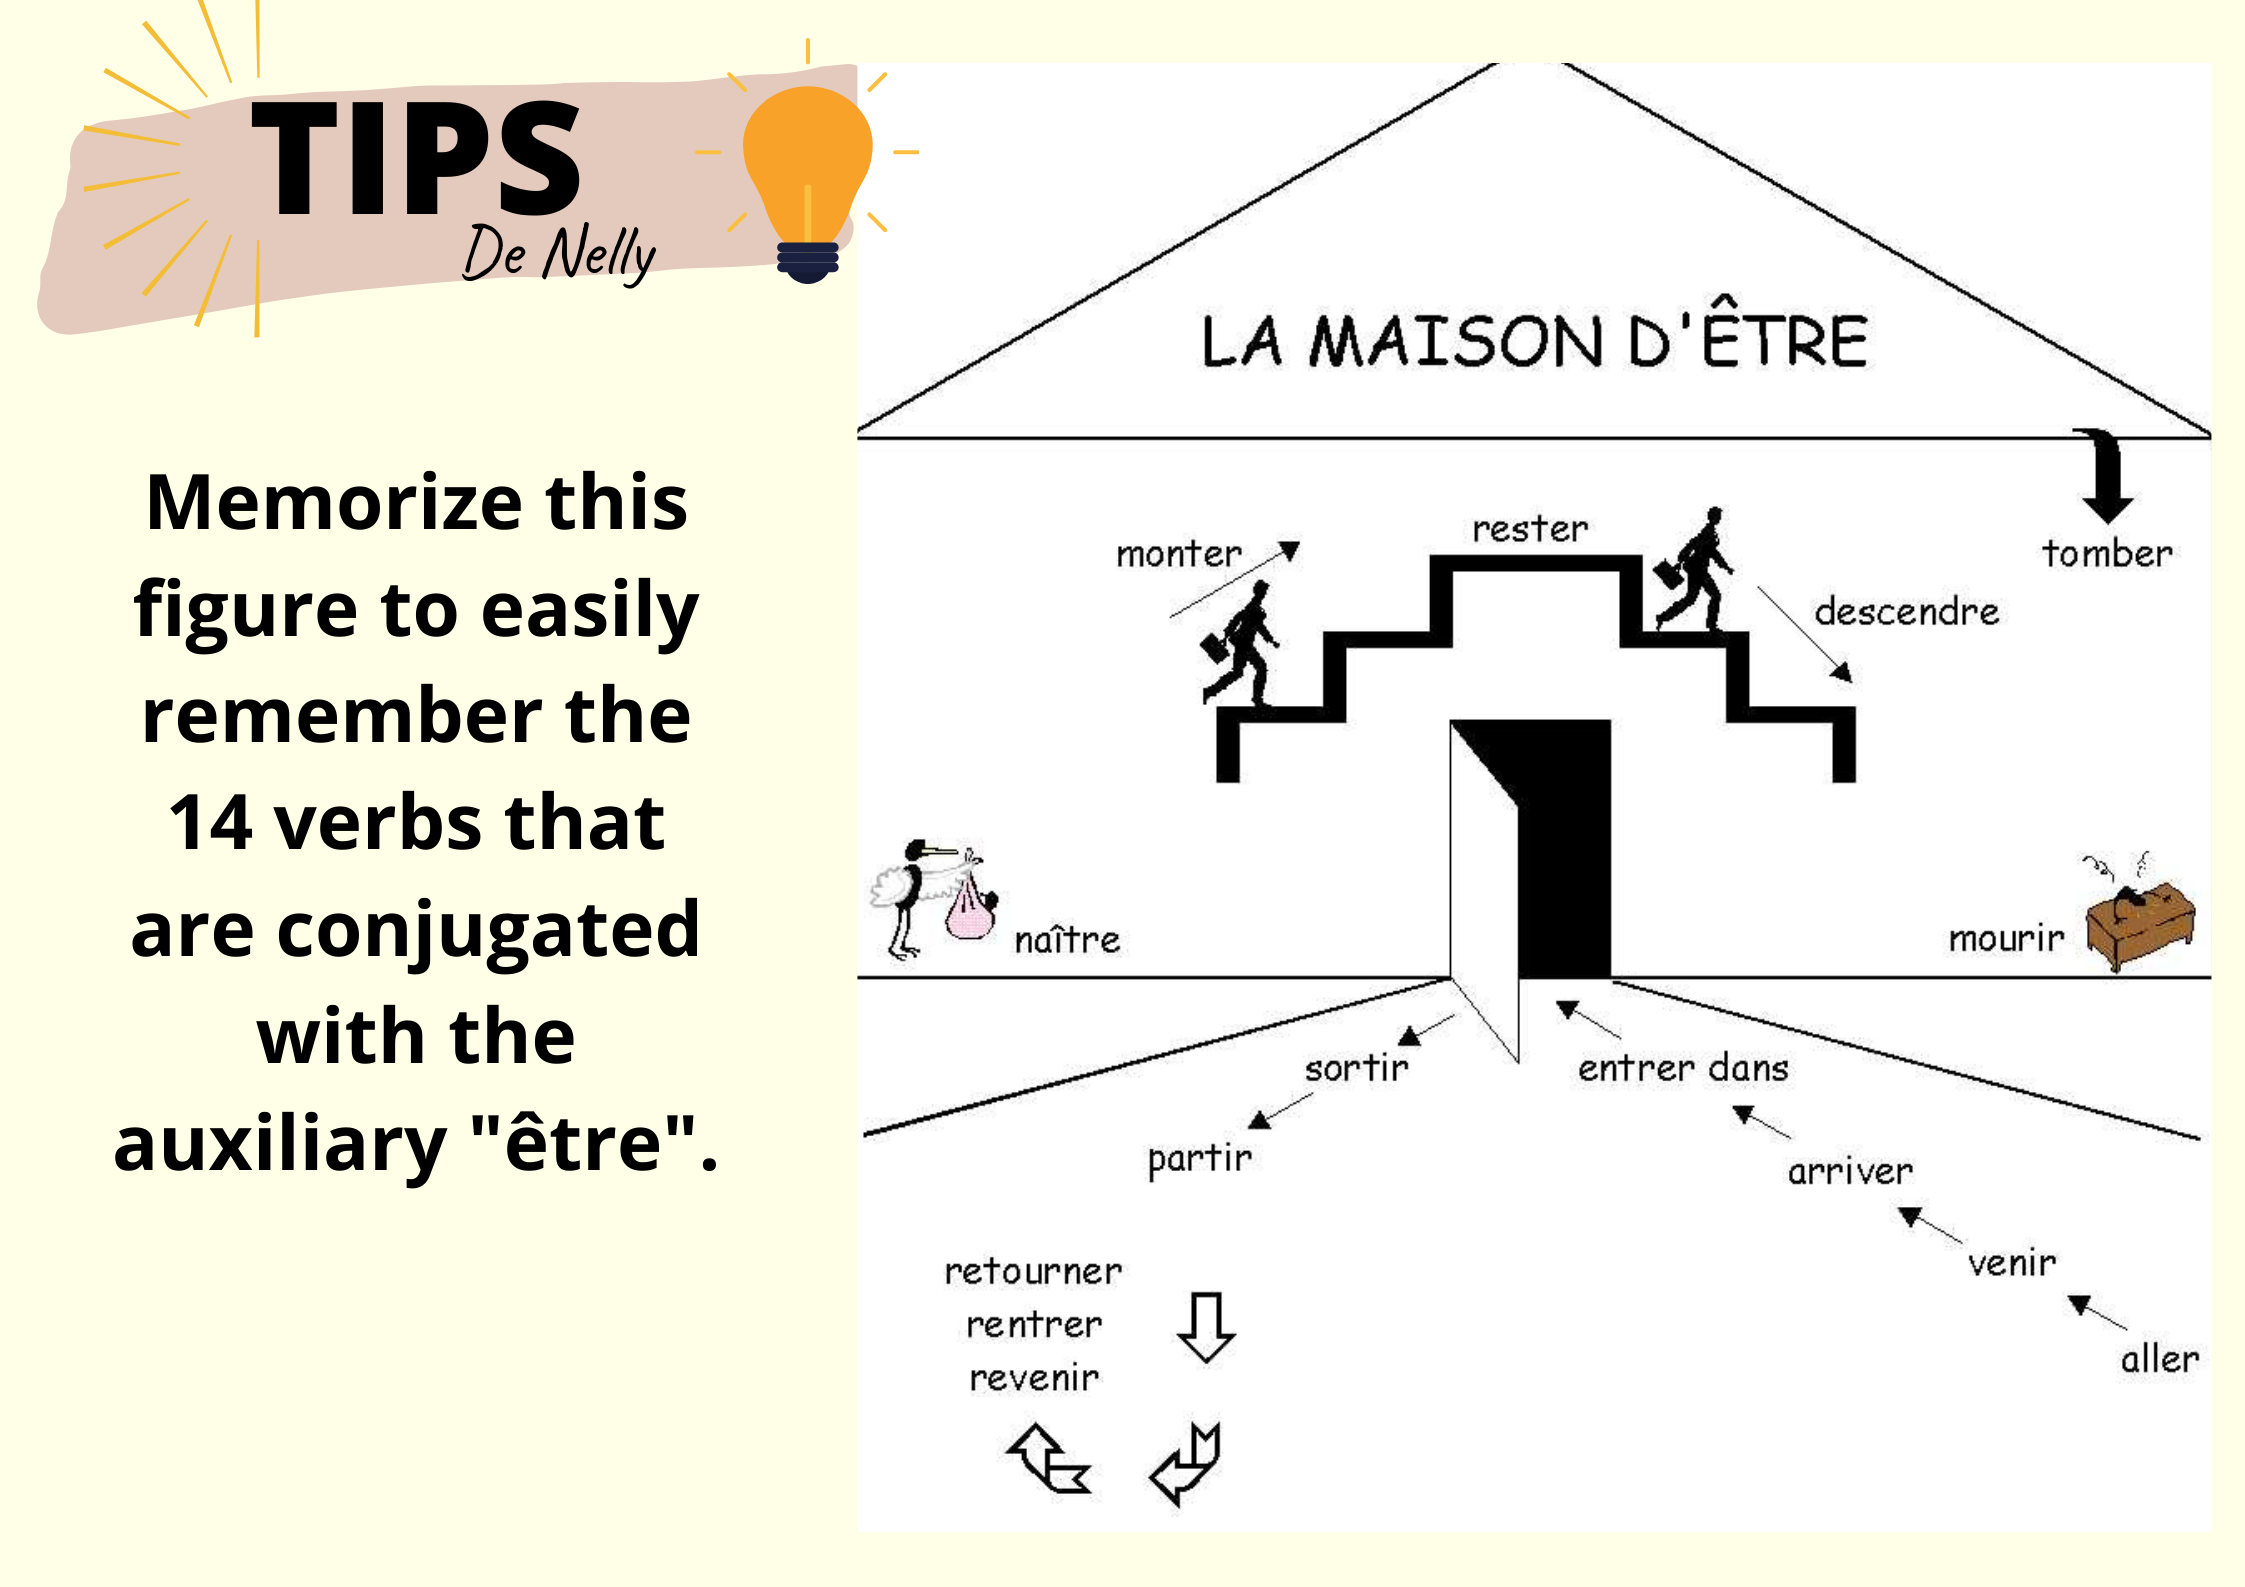 TIPS
De Nelly
Memorize this
figure to easily
remember the
14 verbs that
are conjugated
with the
auxiliary "être".
LA MAISON D'ÊTRE
rester
monter
tomber
descendre
naître
mourir
sortir
entrer dans
partir
arriver
venir
aller
retourner
rentrer
revenir